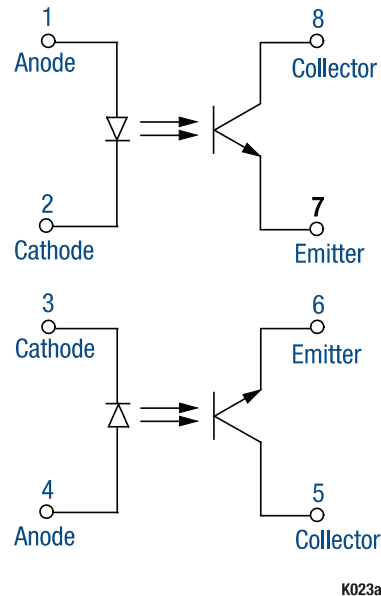 1
Anode
8
Collector
2
Cathode
7
Emitter
3
Cathode
6
Emitter
4
Anode
5
Collector
K023a